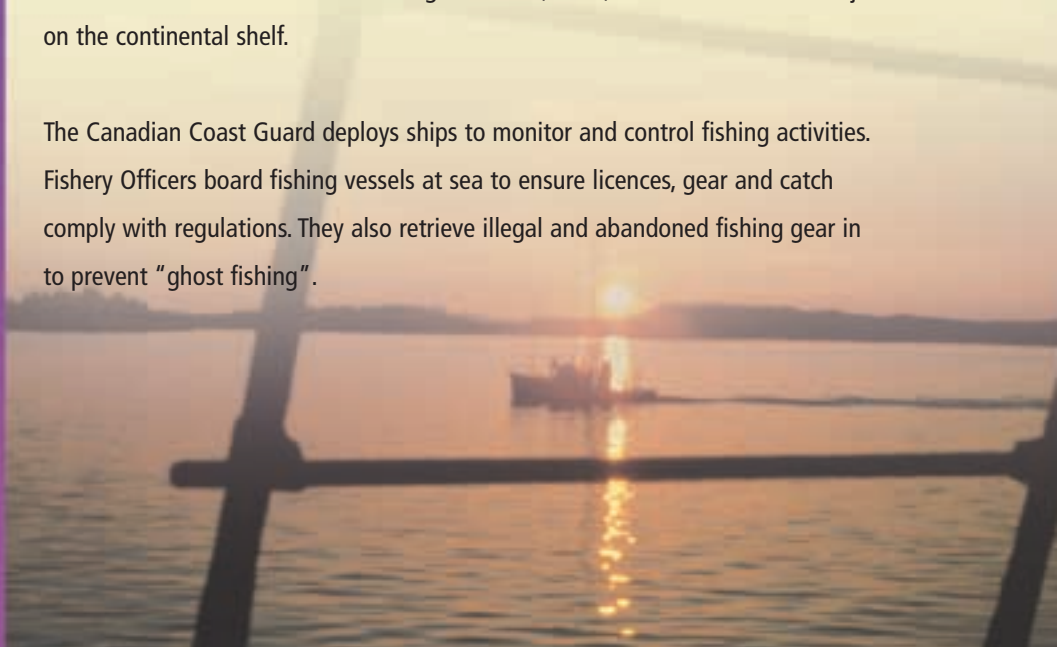 on the continental shelf.
The Canadian Coast Guard deploys ships to monitor and control fishing activities.
Fishery Officers board fishing vessels at sea to ensure licences, gear and catch
comply with regulations. They also retrieve illegal and abandoned fishing gear in
to prevent “ghost fishing”.